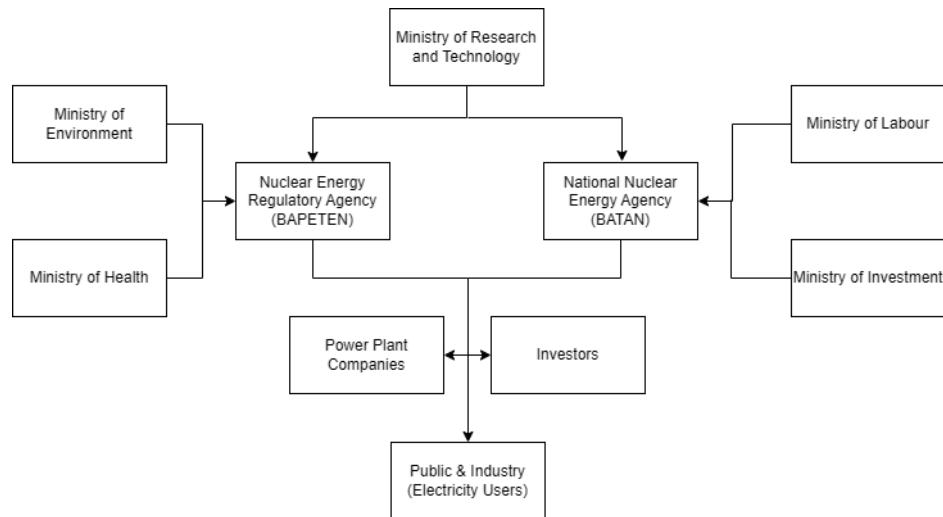 Ministry of Research
and Technology
Ministry of
Environment
Ministry of Labour
Nuclear Energy
Regulatory Agency
(BAPETEN)
National Nuclear
Energy Agency
(BATAN)
Ministry of Health
Ministry of Investment
Power Plant
Companies
Investors
Public & Industry
(Electricity Users)